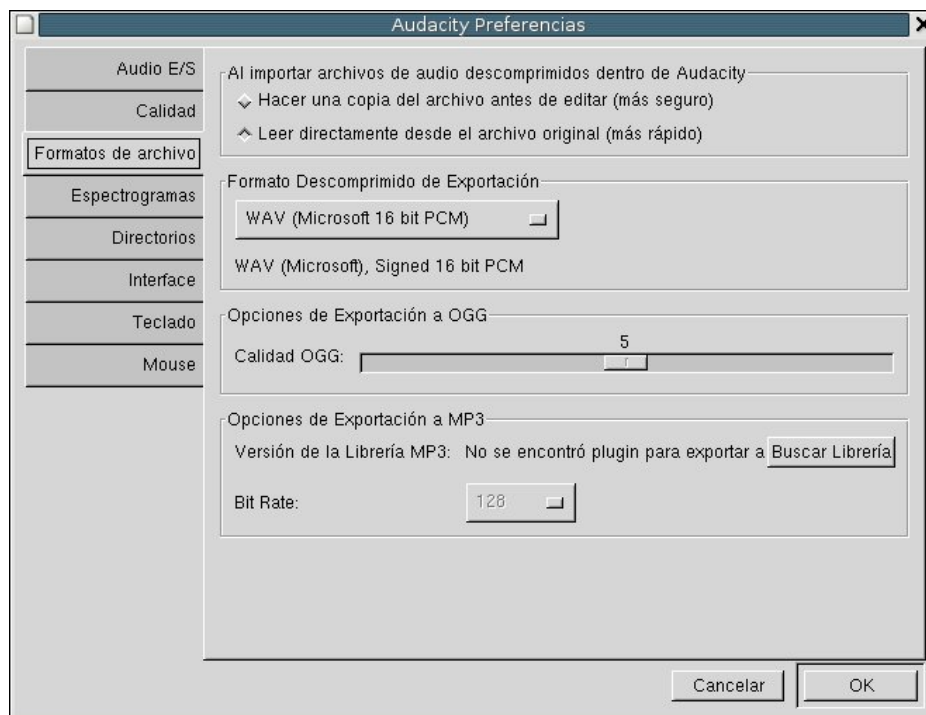 Audacity Preferencias
Audio E/S
Calidad
Formatos de archivo
Espectrogramas
Directorios
Interface
Teclado
Mouse
Al importar archivos de audio descomprimidos dentro de Audacity
Hacer una copia del archivo antes de editar (más seguro)
Leer directamente desde el archivo original (más rápido)
Formato Descomprimido de Exportación
WAV (Microsoft 16 bit PCM)
WAV (Microsoft), Signed 16 bit PCM
Opciones de Exportación a OGG
5
Calidad OGG:
Opciones de Exportación a MP3
Versión de la Librería MP3: No se encontró plugin para exportar a Buscar Librería
Bit Rate: 128
Cancelar OK